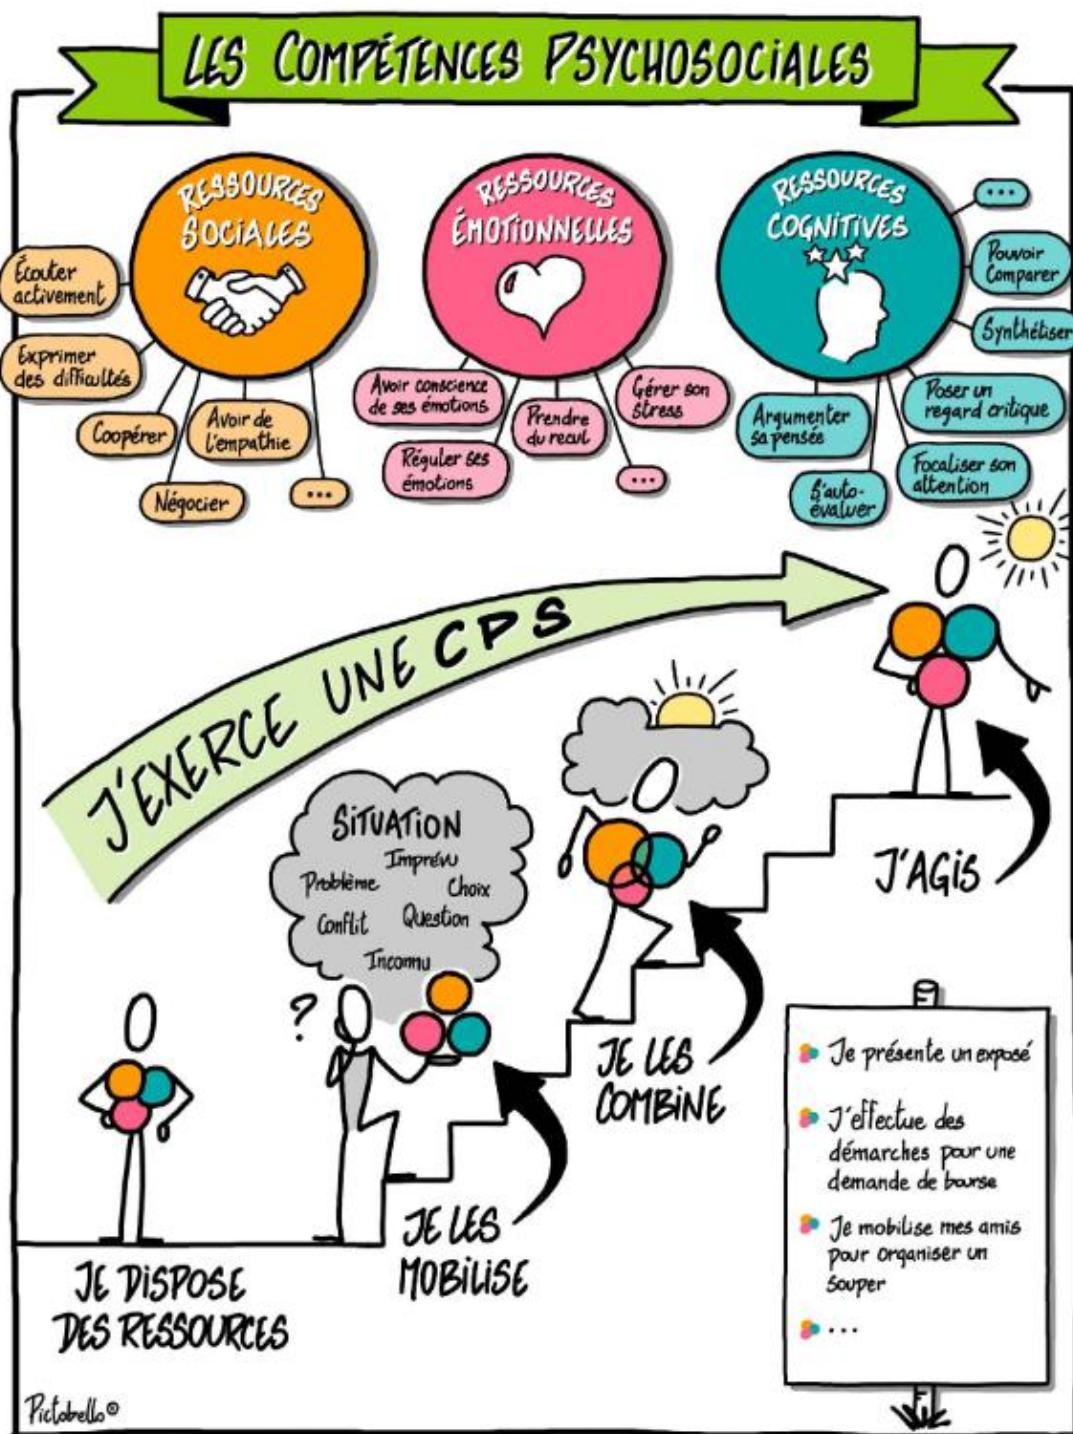 LES COMPÉTENCES PSYCHOSOCIALES
RESSOURCES
SOCIALES
Écouter
activement
Exprimer
des difficultés
Coopérer
Négocier
Avoir de
l'empathie
...
RESSOURCES
ÉMOTIONNELLES
Avoir conscience
de ses émotions
Réguler ses
émotions
Prendre
du recul
Gérer son
stress
...
RESSOURCES
COGNITIVES
...
Pouvoir
Comparer
Synthétiser
Poser un
regard critique
Focaliser son
attention
S'auto-
évaluer
Argumenter
sa pensée
J'EXERCE UNE CPS
SITUATION
Imprévu
Problème
Choix
Conflit
Question
Inconnu
?
JE DISPOSE
DES RESSOURCES
JE LES
MOBILISE
JE LES
COMBINE
J'AGIS
Je présente un exposé
J'effectue des
démarches pour une
demande de bourse
Je mobilise mes amis
pour organiser un
souper
...
Pictobello©